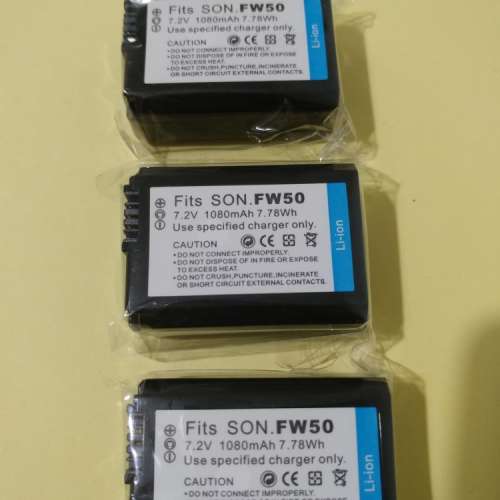 Fits SON.FW50
7.2V 1080mAh 7.78Wh
Use specified charger only.
CAUTION:
•DO NOT CONNECT IMPROPERLY.
•DO NOT DISPOSE OF IN FIRE OR EXPOSE
TO EXCESS HEAT.
•DO NOT CRUSH,PUNCTURE,INCINERATE
OR SHORT CIRCUIT EXTERNAL CONTACTS.
Li-ion
Fits SON.FW50
7.2V 1080mAh 7.78Wh
Use specified charger only.
CAUTION:
•DO NOT CONNECT IMPROPERLY.
•DO NOT DISPOSE OF IN FIRE OR EXPOSE
TO EXCESS HEAT.
•DO NOT CRUSH,PUNCTURE,INCINERATE
OR SHORT CIRCUIT EXTERNAL CONTACTS.
Li-ion
Fits SON.FW50
7.2V 1080mAh 7.78Wh
Use specified charger only.
CAUTION:
•DO NOT CONNECT IMPROPERLY.
Li-ion